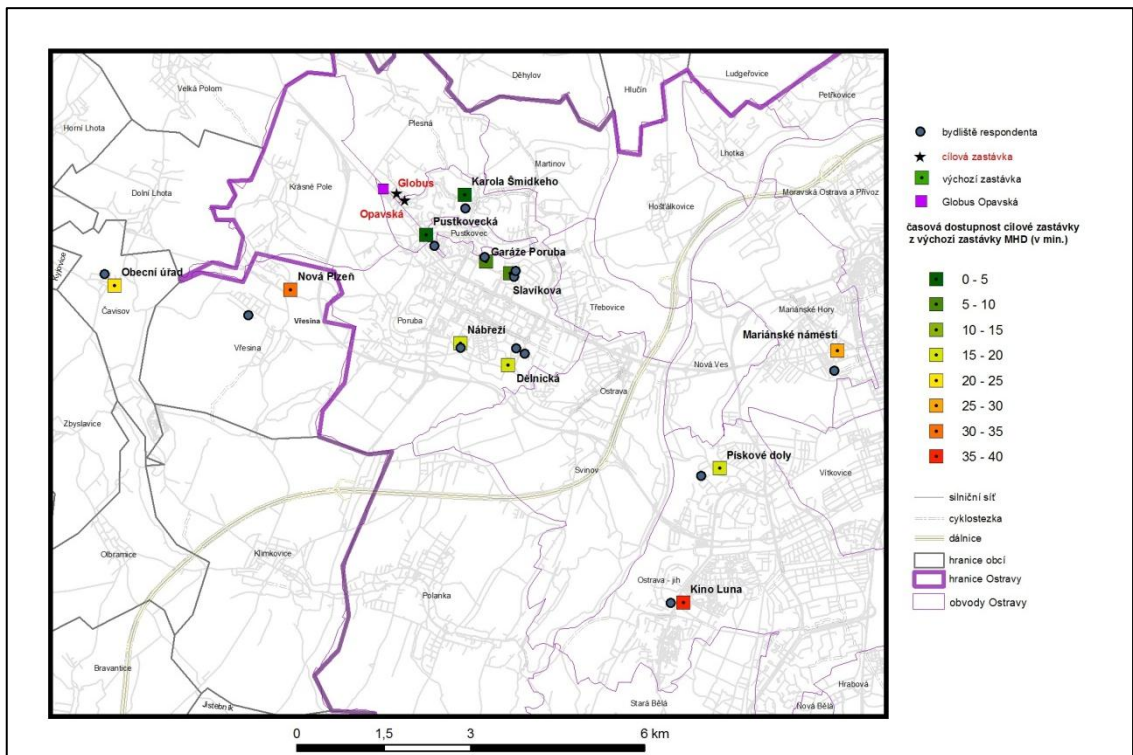 Děhylov
Ludgeřovice
Hlučín
Petřkovice
Velká Polom
Plesná
Horní Lhota
Lhotka
Martinov
Krásné Pole
Globus
Karola Šmidkeho
Dolní Lhota
Moravská Ostrava a Přívoz
Opavská
Hošťálkovice
Pustkovecká
Pustkovec
Kyjovice
Garáže Poruba
Obecní úřad
Nová Plzeň
Slavíkova
Čavisov
Třebovice
Mariánské Hory
Vřesina
Poruba
Nábřeží
Mariánské náměstí
Vřesina
Nová Ves
Dělnická
Ostrava
Zbyslavice
Pískové doly
Svinov
Vítkovice
Olbramice
Klimkovice
Ostrava - jih
Kino Luna
Polanka
Bravantice
Hrabová
Jistebník
Stará Bělá
Nová Bělá
0 1,5 3 6 km
bydliště respondenta
cílová zastávka
výchozí zastávka
Globus Opavská
časová dostupnost cílové zastávky
z výchozí zastávky MHD (v min.)
0 - 5
5 - 10
10 - 15
15 - 20
20 - 25
25 - 30
30 - 35
35 - 40
silniční síť
cyklostezka
dálnice
hranice obcí
hranice Ostravy
obvody Ostravy